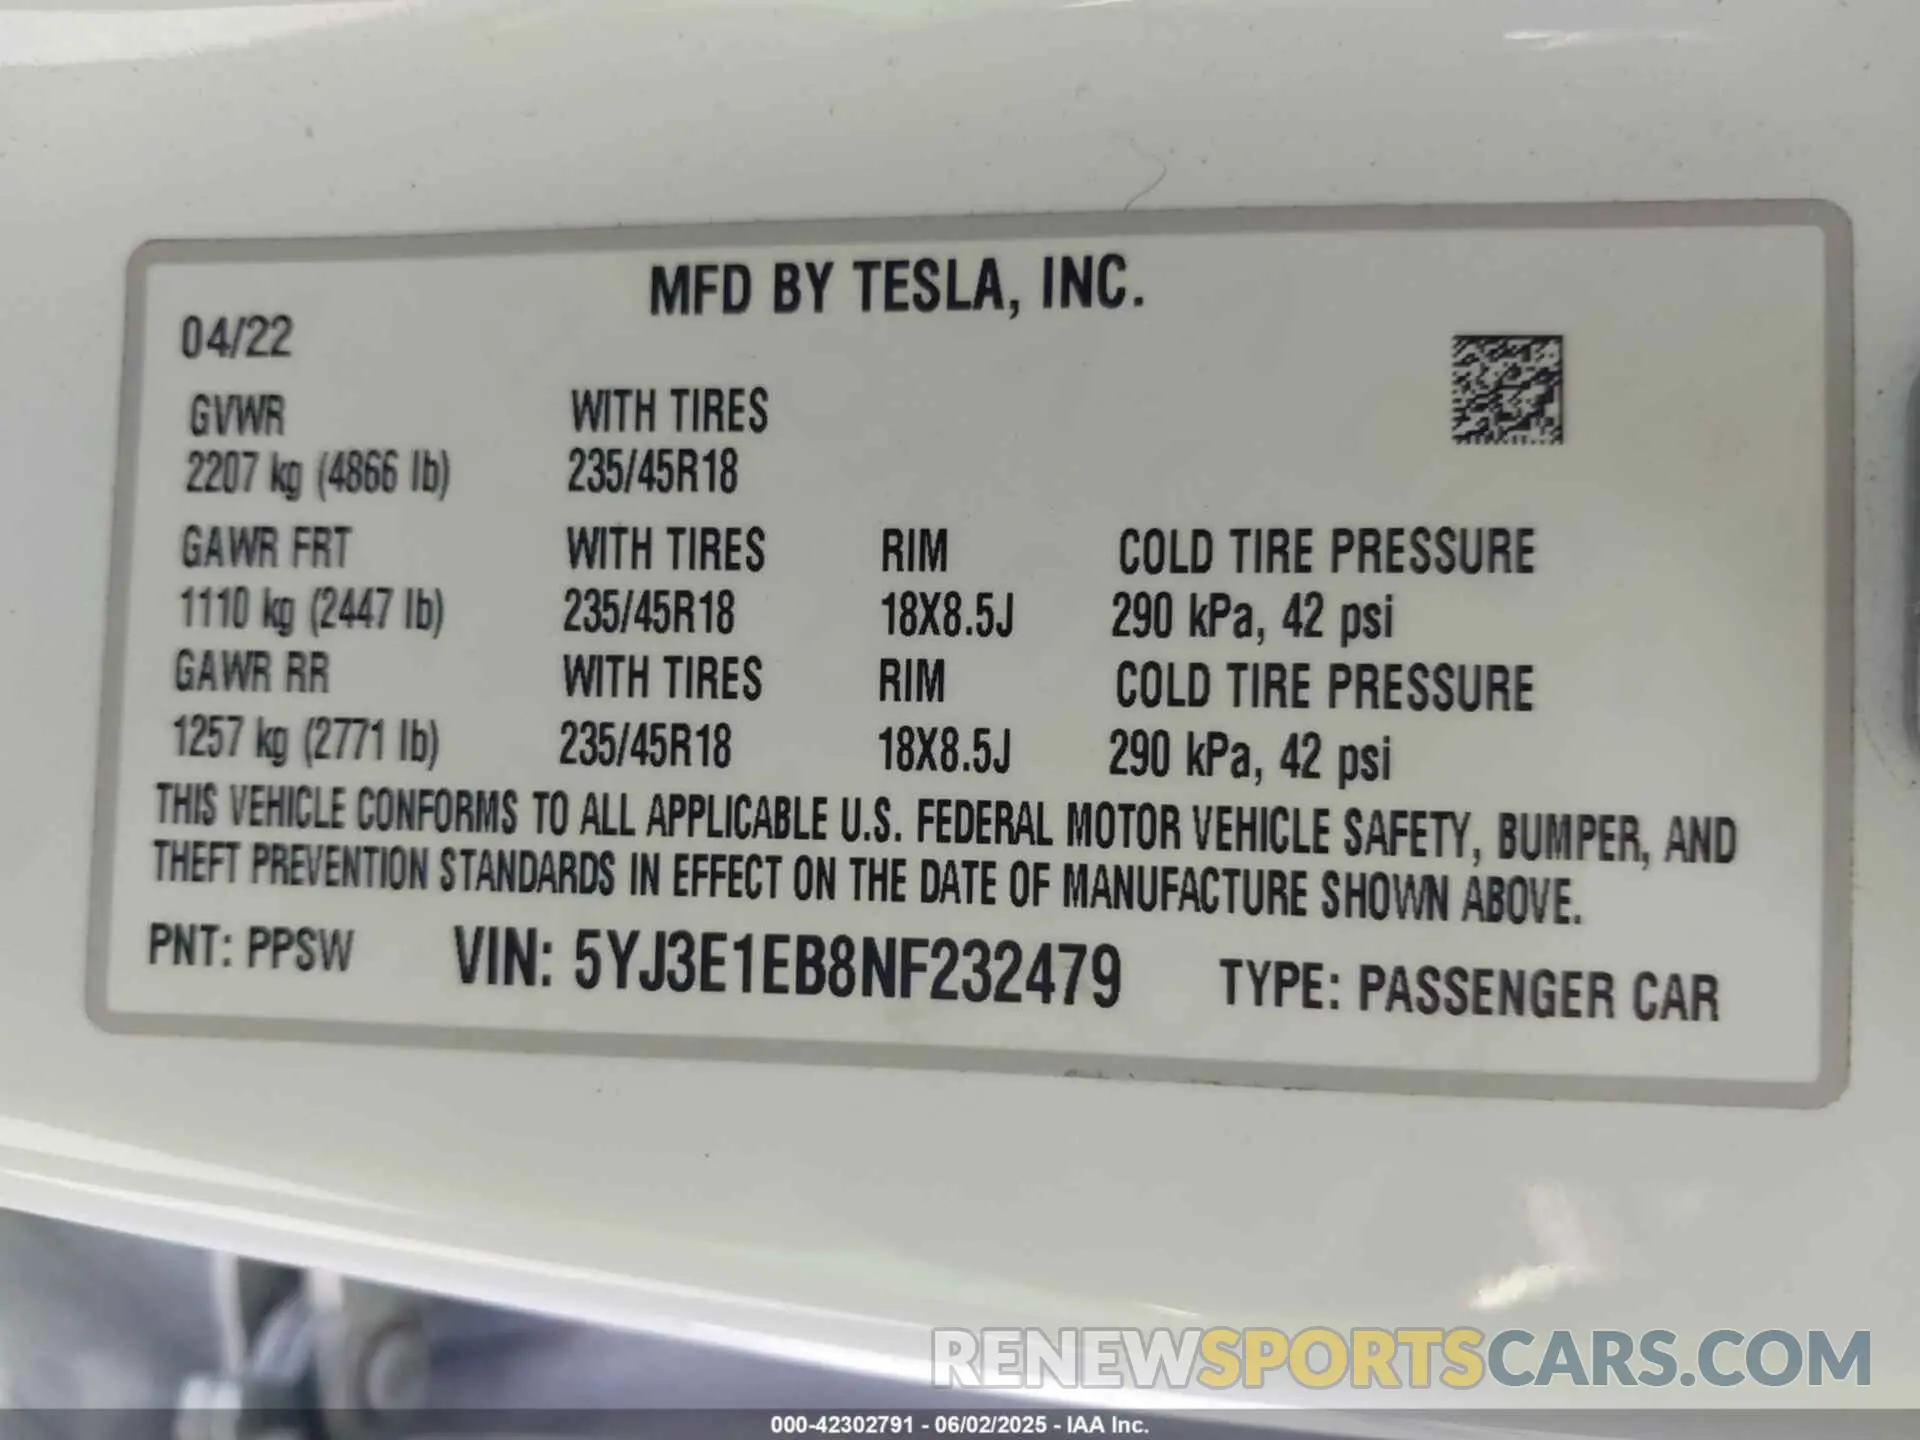 MFD BY TESLA, INC.
04/22
GVWR WITH TIRES
2207 kg (4866 lb) 235/45R18
GAWR FRT WITH TIRES RIM COLD TIRE PRESSURE
1110 kg (2447 lb) 235/45R18 18X8.5J 290 kPa, 42 psi
GAWR RR WITH TIRES RIM COLD TIRE PRESSURE
1257 kg (2771 lb) 235/45R18 18X8.5J 290 kPa, 42 psi
THIS VEHICLE CONFORMS TO ALL APPLICABLE U.S. FEDERAL MOTOR VEHICLE SAFETY, BUMPER, AND
THEFT PREVENTION STANDARDS IN EFFECT ON THE DATE OF MANUFACTURE SHOWN ABOVE.
PNT: PPSW VIN: 5YJ3E1EB8NF232479 TYPE: PASSENGER CAR
RENEWSPORTSCARS.COM
000-42302791 - 06/02/2025 - IAA Inc.